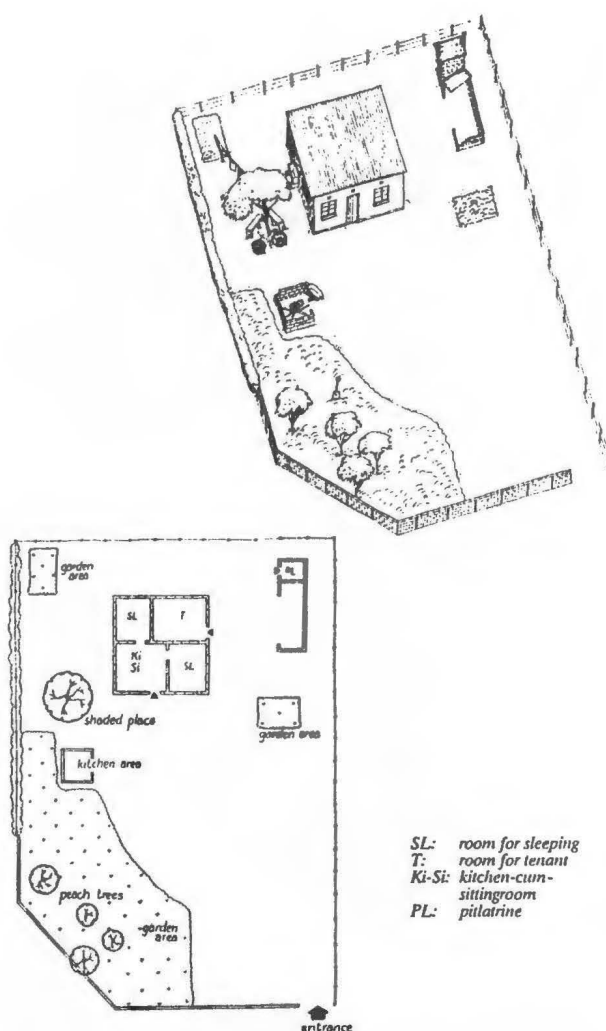 garden
area
PL
SL
T
Ki
Si
SL
shaded place
garden area
kitchen area
peach trees
garden
area
entrance
SL: room for sleeping
T: room for tenant
Ki-Si: kitchen-cum-
sittingroom
PL: pitlatrine